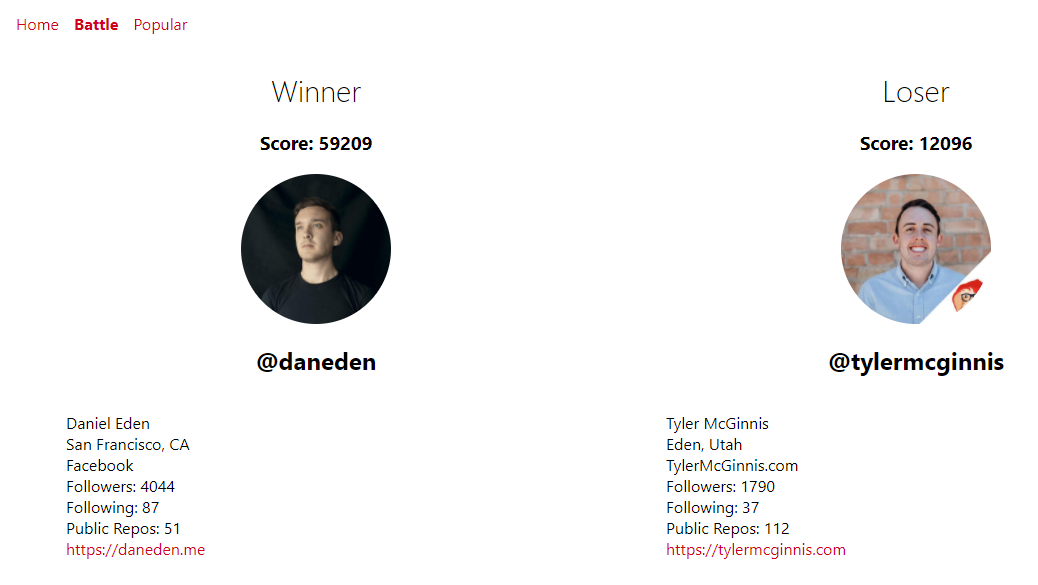 Home Battle Popular
Winner
Score: 59209
@daneden
Daniel Eden
San Francisco, CA
Facebook
Followers: 4044
Following: 87
Public Repos: 51
https://daneden.me
Loser
Score: 12096
@tylermcginnis
Tyler McGinnis
Eden, Utah
TylerMcGinnis.com
Followers: 1790
Following: 37
Public Repos: 112
https://tylermcginnis.com